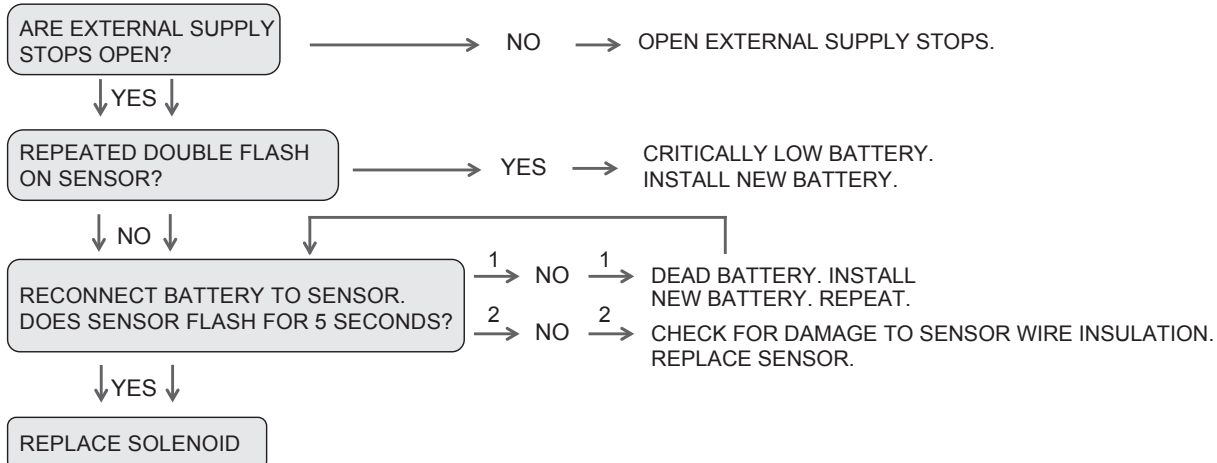 ARE EXTERNAL SUPPLY
STOPS OPEN?
NO
OPEN EXTERNAL SUPPLY STOPS.
YES
REPEATED DOUBLE FLASH
ON SENSOR?
YES
CRITICALLY LOW BATTERY.
INSTALL NEW BATTERY.
NO
RECONNECT BATTERY TO SENSOR.
DOES SENSOR FLASH FOR 5 SECONDS?
1 NO 1
DEAD BATTERY. INSTALL
NEW BATTERY. REPEAT.
2 NO 2
CHECK FOR DAMAGE TO SENSOR WIRE INSULATION.
REPLACE SENSOR.
YES
REPLACE SOLENOID